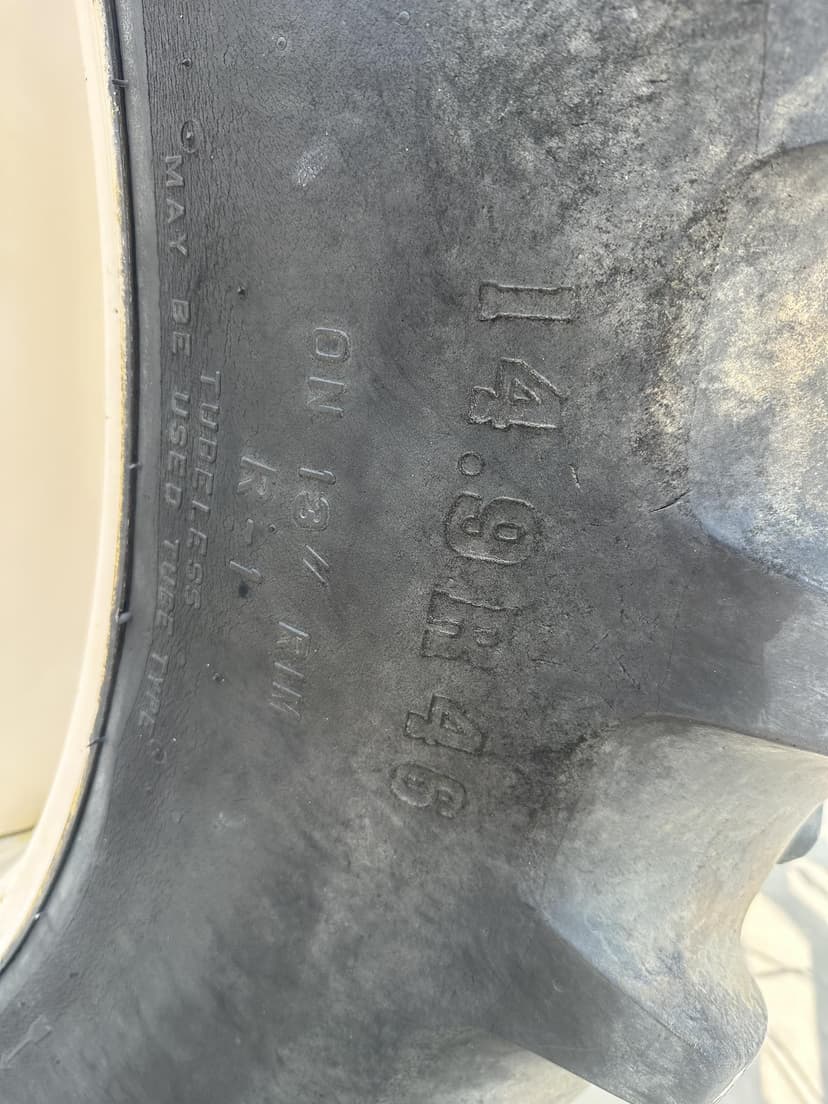 14.9R46
ON 13" RIM
R-1
TUBELESS
MAY BE USED TUBE TYPE